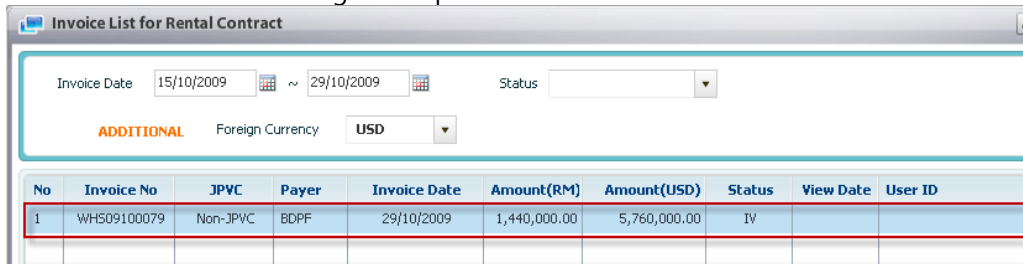 Invoice List for Rental Contract
Invoice Date 15/10/2009 ~ 29/10/2009 Status
ADDITIONAL Foreign Currency USD
No Invoice No JPVC Payer Invoice Date Amount(RM) Amount(USD) Status View Date User ID
1 WHS09100079 Non-JPVC BDPF 29/10/2009 1,440,000.00 5,760,000.00 IV